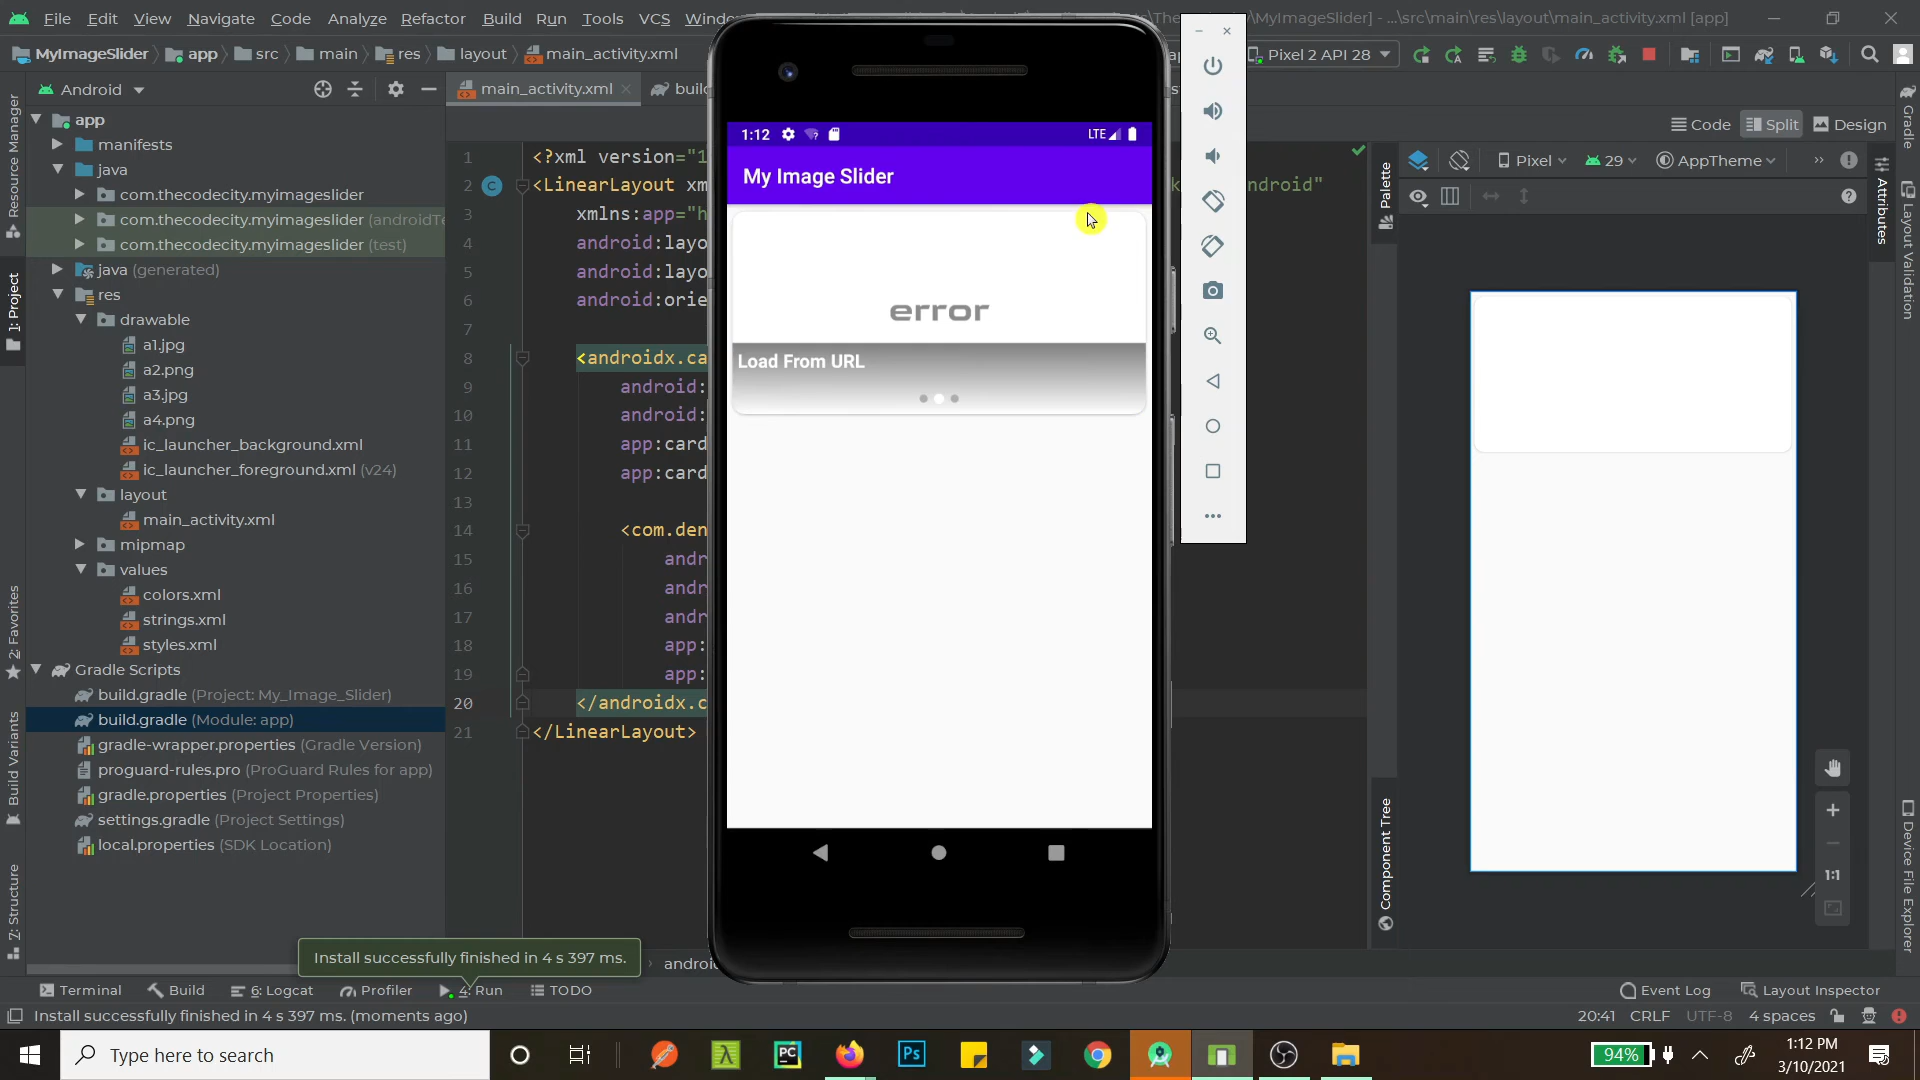 File Edit View Navigate Code Analyze Refactor Build Run Tools VCS
MyImageSlider] - ...\src\main\res\layout\main_activity.xml [app]
MyImageSlider app src main res layout main_activity.xml
Pixel 2 API 28
Android
main_activity.xml
Code Split Design
app
manifests
java
com.thecodecity.myimageslider
com.thecodecity.myimageslider
com.thecodecity.myimageslider (test)
java (generated)
res
drawable
a1.jpg
a2.png
a3.jpg
a4.png
ic_launcher_background.xml
ic_launcher_foreground.xml (v24)
layout
main_activity.xml
mipmap
values
colors.xml
strings.xml
styles.xml
Gradle Scripts
build.gradle (Project: My_Image_Slider)
build.gradle (Module: app)
gradle-wrapper.properties (Gradle Version)
proguard-rules.pro (ProGuard Rules for app)
gradle.properties (Project Properties)
settings.gradle (Project Settings)
local.properties (SDK Location)
Resource Manager
1: Project
2: Favorites
Build Variants
7: Structure
1 <?xml version="1
2 <LinearLayout xm ndroid"
3 xmlns:app="h
4 android:layo
5 android:layo
6 android:orie
7
8 <androidx.ca
9 android:
10 android:
11 app:card
12 app:card
13
14 <com.den
15 andr
16 andr
17 andr
18 app:
19 app:
20 </androidx.c
21 </LinearLayout>
1:12 LTE
My Image Slider
error
Load From URL
Palette
Pixel 29 AppTheme
Attributes
Gradle
Layout Validation
Component Tree
Device File Explorer
1:1
Install successfully finished in 4 s 397 ms.
Terminal Build 6: Logcat Profiler 4: Run TODO
Event Log Layout Inspector
Install successfully finished in 4 s 397 ms. (moments ago)
20:41 CRLF UTF-8 4 spaces
Type here to search
PC
Ps
94%
1:12 PM
3/10/2021